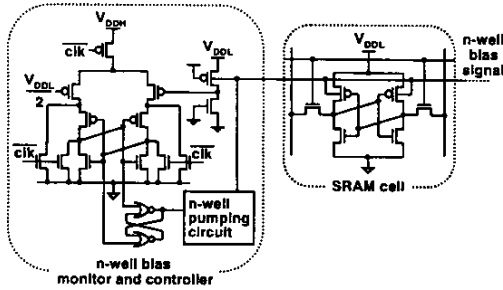 VDDH
clk
VDDL
VDDL
2
clk
clk
n-well
pumping
circuit
n-well bias
monitor and controller
VDDL
n-well
bias
signal
SRAM cell